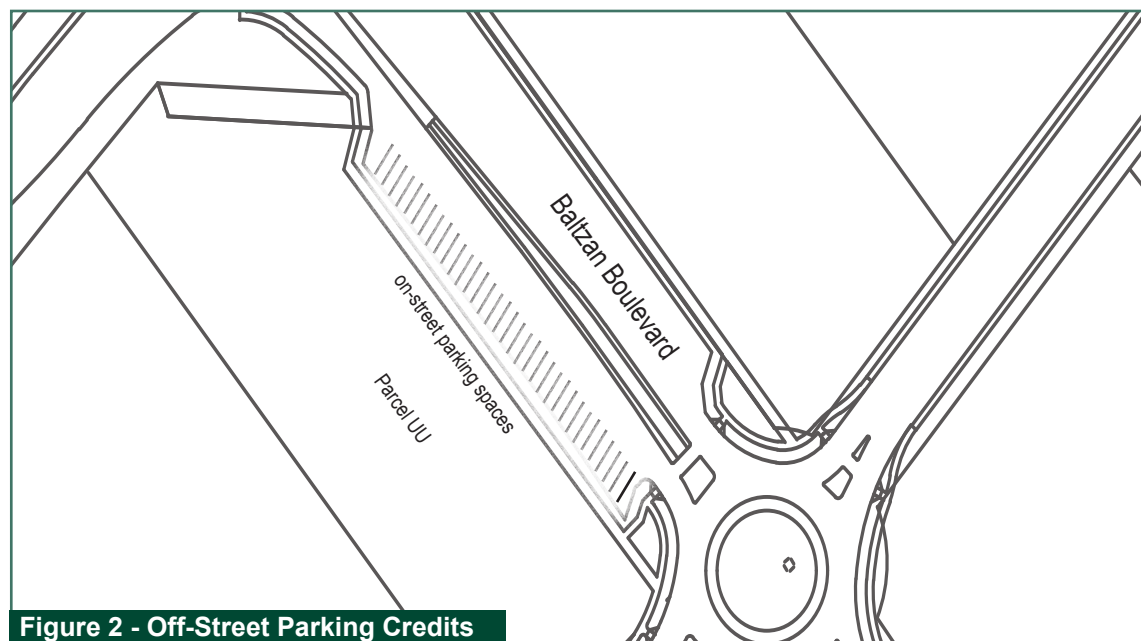 Baltzan Boulevard
on-street parking spaces
Parcel UU
Figure 2 - Off-Street Parking Credits